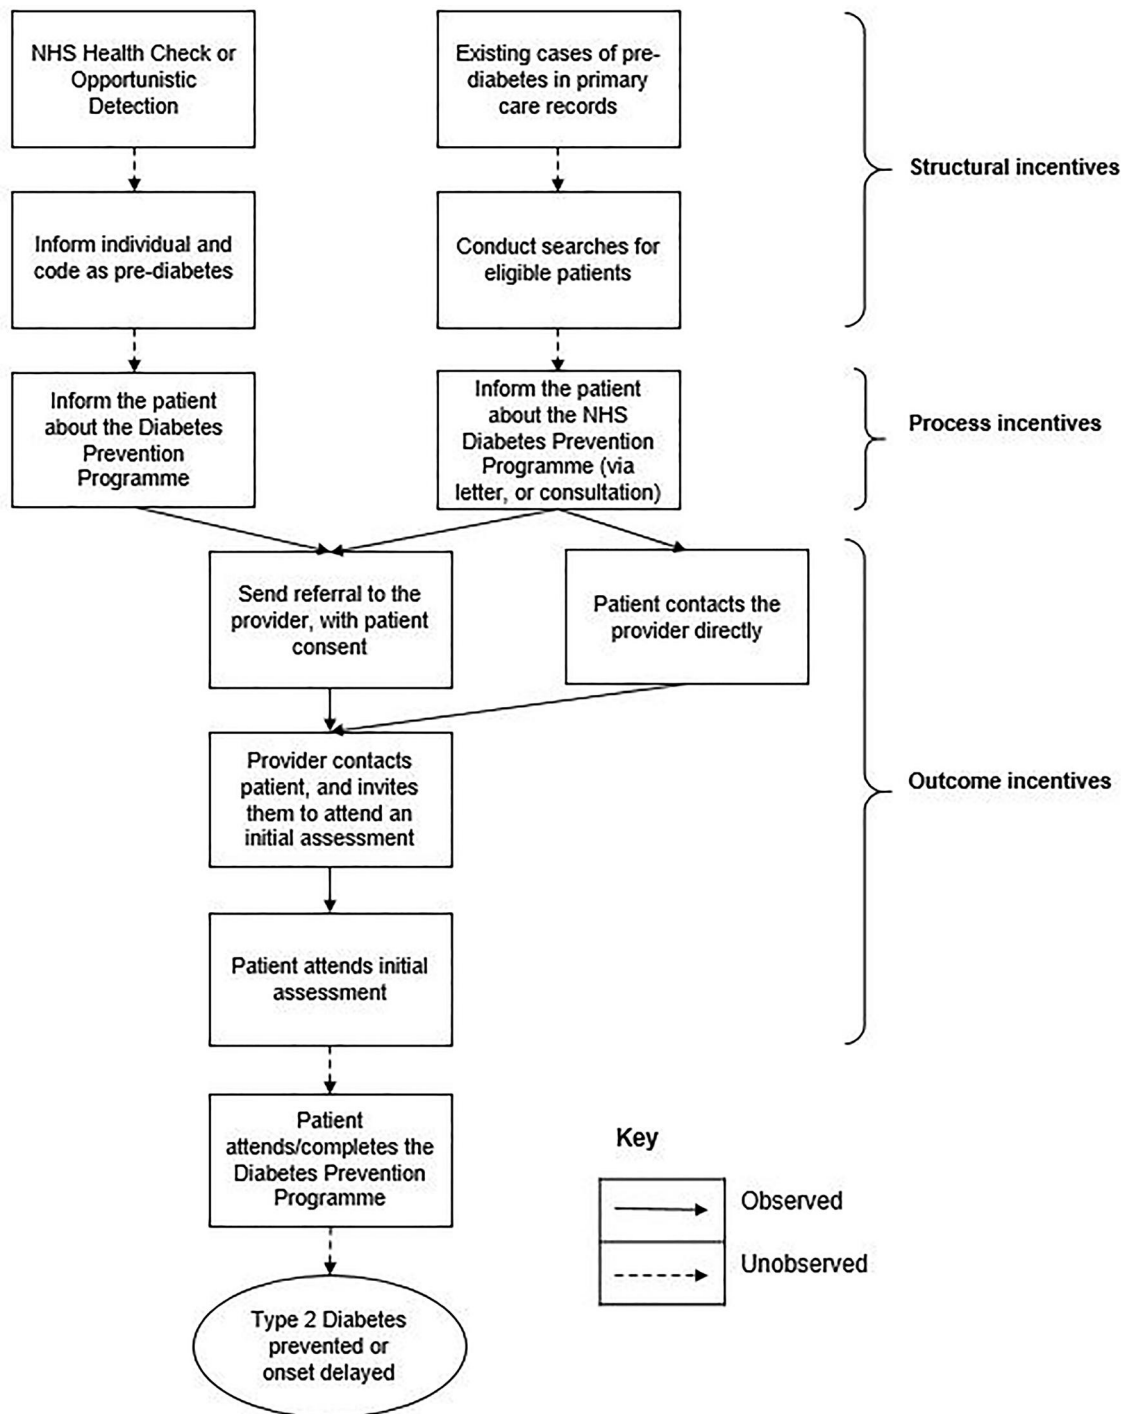 NHS Health Check or
Opportunistic
Detection
Existing cases of pre-
diabetes in primary
care records
Structural incentives
Inform individual and
code as pre-diabetes
Conduct searches for
eligible patients
Inform the patient
about the Diabetes
Prevention
Programme
Inform the patient
about the NHS
Diabetes Prevention
Programme (via
letter, or consultation)
Process incentives
Send referral to the
provider, with patient
consent
Patient contacts the
provider directly
Provider contacts
patient, and invites
them to attend an
initial assessment
Outcome incentives
Patient attends initial
assessment
Patient
attends/completes the
Diabetes Prevention
Programme
Type 2 Diabetes
prevented or
onset delayed
Key
Observed
Unobserved